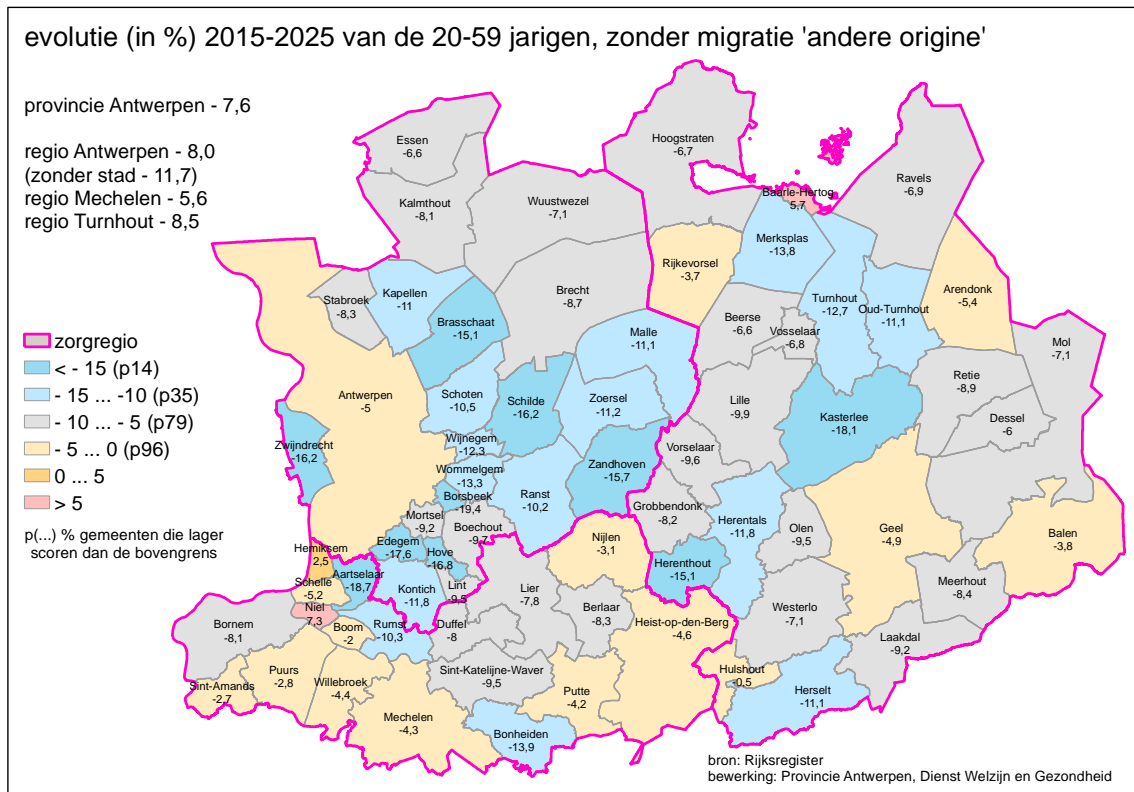 evolutie (in %) 2015-2025 van de 20-59 jarigen, zonder migratie 'andere origine'
provincie Antwerpen - 7,6
regio Antwerpen - 8,0
(zonder stad - 11,7)
regio Mechelen - 5,6
regio Turnhout - 8,5
zorgregio
< - 15 (p14)
- 15 ... -10 (p35)
- 10 ... - 5 (p79)
- 5 ... 0 (p96)
0 ... 5
> 5
p(...) % gemeenten die lager
scoren dan de bovengrens
Essen
-6,6
Hoogstraten
-6,7
Ravels
-6,9
Kalmthout
-8,1
Wuustwezel
-7,1
Baarle-Hertog
5,7
Merksplas
-13,8
Rijkevorsel
-3,7
Brecht
-8,7
Stabroek
-8,3
Kapellen
-11
Brasschaat
-15,1
Turnhout
-12,7
Oud-Turnhout
-11,1
Arendonk
-5,4
Beerse
-6,6
Vosselaar
-6,8
Malle
-11,1
Mol
-7,1
Retie
-8,9
Antwerpen
-5
Schoten
-10,5
Schilde
-16,2
Zoersel
-11,2
Lille
-9,9
Kasterlee
-18,1
Dessel
-6
Zwijndrecht
-16,2
Wijnegem
-12,3
Vorselaar
-9,6
Wommelgem
-13,3
Zandhoven
-15,7
Borsbeek
-19,4
Ranst
-10,2
Mortsel
-9,2
Boechout
-9,7
Grobbendonk
-8,2
Herentals
-11,8
Olen
-9,5
Geel
-4,9
Balen
-3,8
Edegem
-17,6
Hove
-16,8
Nijlen
-3,1
Hemiksem
2,5
Aartselaar
-18,7
Herenthout
-15,1
Schelle
-5,2
Kontich
-11,8
Lint
-9,5
Lier
-7,8
Meerhout
-8,4
Niel
7,3
Berlaar
-8,3
Westerlo
-7,1
Bornem
-8,1
Boom
-2
Rumst
-10,3
Duffel
-8
Heist-op-den-Berg
-4,6
Laakdal
-9,2
Sint-Katelijne-Waver
-9,5
Hulshout
-0,5
Sint-Amands
-2,7
Puurs
-2,8
Willebroek
-4,4
Putte
-4,2
Herselt
-11,1
Mechelen
-4,3
Bonheiden
-13,9
bron: Rijksregister
bewerking: Provincie Antwerpen, Dienst Welzijn en Gezondheid